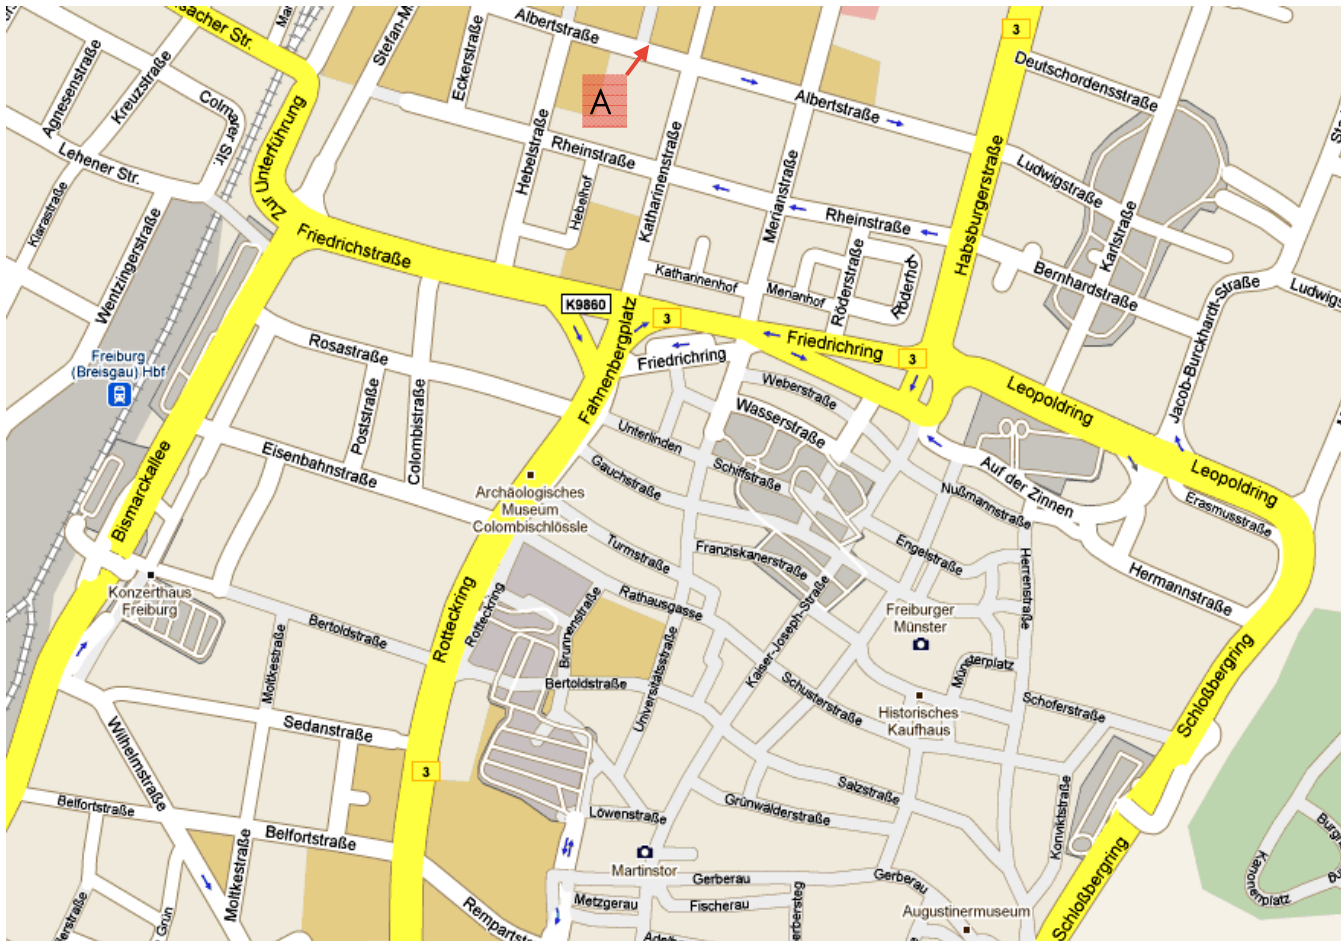 sacher Str.
Stefan-M
Albertstraße
3
Deutschordensstraße
Agnesenstraße
Kreuzstraße
Colmarer Str.
Eckerstraße
A
Albertstraße
Zur Unterführung
Hebelstraße
Rheinstraße
Katharinenstraße
Merianstraße
Habsburgerstraße
Ludwigstraße
Karlstraße
Lehener Str.
Klarastraße
Hebelhof
Rheinstraße
Wentzingerstraße
Friedrichstraße
Katharinenhof
Merianhof
Röderstraße
Röderhof
Bernhardstraße
Jacob-Burckhardt-Straße
Ludwigs
K9860
3
Friedrichring
3
Friedrichring
Fahnenbergplatz
Rosastraße
Freiburg
(Breisgau) Hbf
Poststraße
Colombistraße
Weberstraße
Wasserstraße
Leopoldring
Leopoldring
Unterlinden
Gauchstraße
Schiffstraße
Auf der Zinnen
Nußmannstraße
Erasmusstraße
Bismarckallee
Eisenbahnstraße
Archäologisches
Museum
Colombischlössle
Turmstraße
Franziskanerstraße
Engelstraße
Herrenstraße
Hermannstraße
Konzerthaus
Freiburg
Rotteckring
Rotteckring
Rathausgasse
Brunnenstraße
Universitätsstraße
Kaiser-Joseph-Straße
Freiburger
Münster
Münsterplatz
Bertoldstraße
Bertoldstraße
Moltkestraße
Schusterstraße
Historisches
Kaufhaus
Schoferstraße
Schloßbergring
Sedanstraße
Wilhelmstraße
3
Belfortstraße
Belfortstraße
Moltkestraße
Löwenstraße
Grünwälderstraße
Salzstraße
Konviktstraße
Martinstor
Gerberau
Gerberau
Metzgerau
Fischerau
Augustinermuseum
Schloßbergring
Kanonenplatz
Rempartst